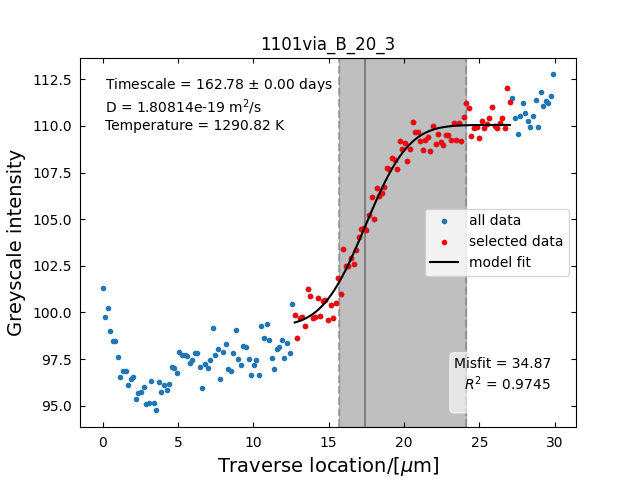 1101via_B_20_3
Timescale = 162.78 ± 0.00 days
D = 1.80814e-19 m²/s
Temperature = 1290.82 K
Greyscale intensity
112.5
110.0
107.5
105.0
102.5
100.0
97.5
95.0
all data
selected data
model fit
Misfit = 34.87
R² = 0.9745
0 5 10 15 20 25 30
Traverse location/[μm]